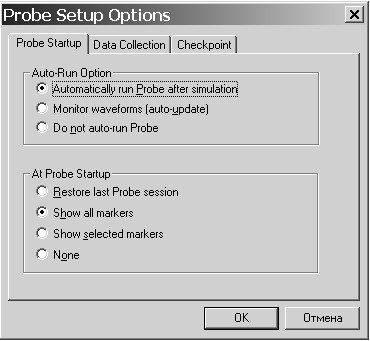 Probe Setup Options
Probe Startup Data Collection Checkpoint
Auto-Run Option
Automatically run Probe after simulation
Monitor waveforms (auto-update)
Do not auto-run Probe
At Probe Startup
Restore last Probe session
Show all markers
Show selected markers
None
OK Отмена